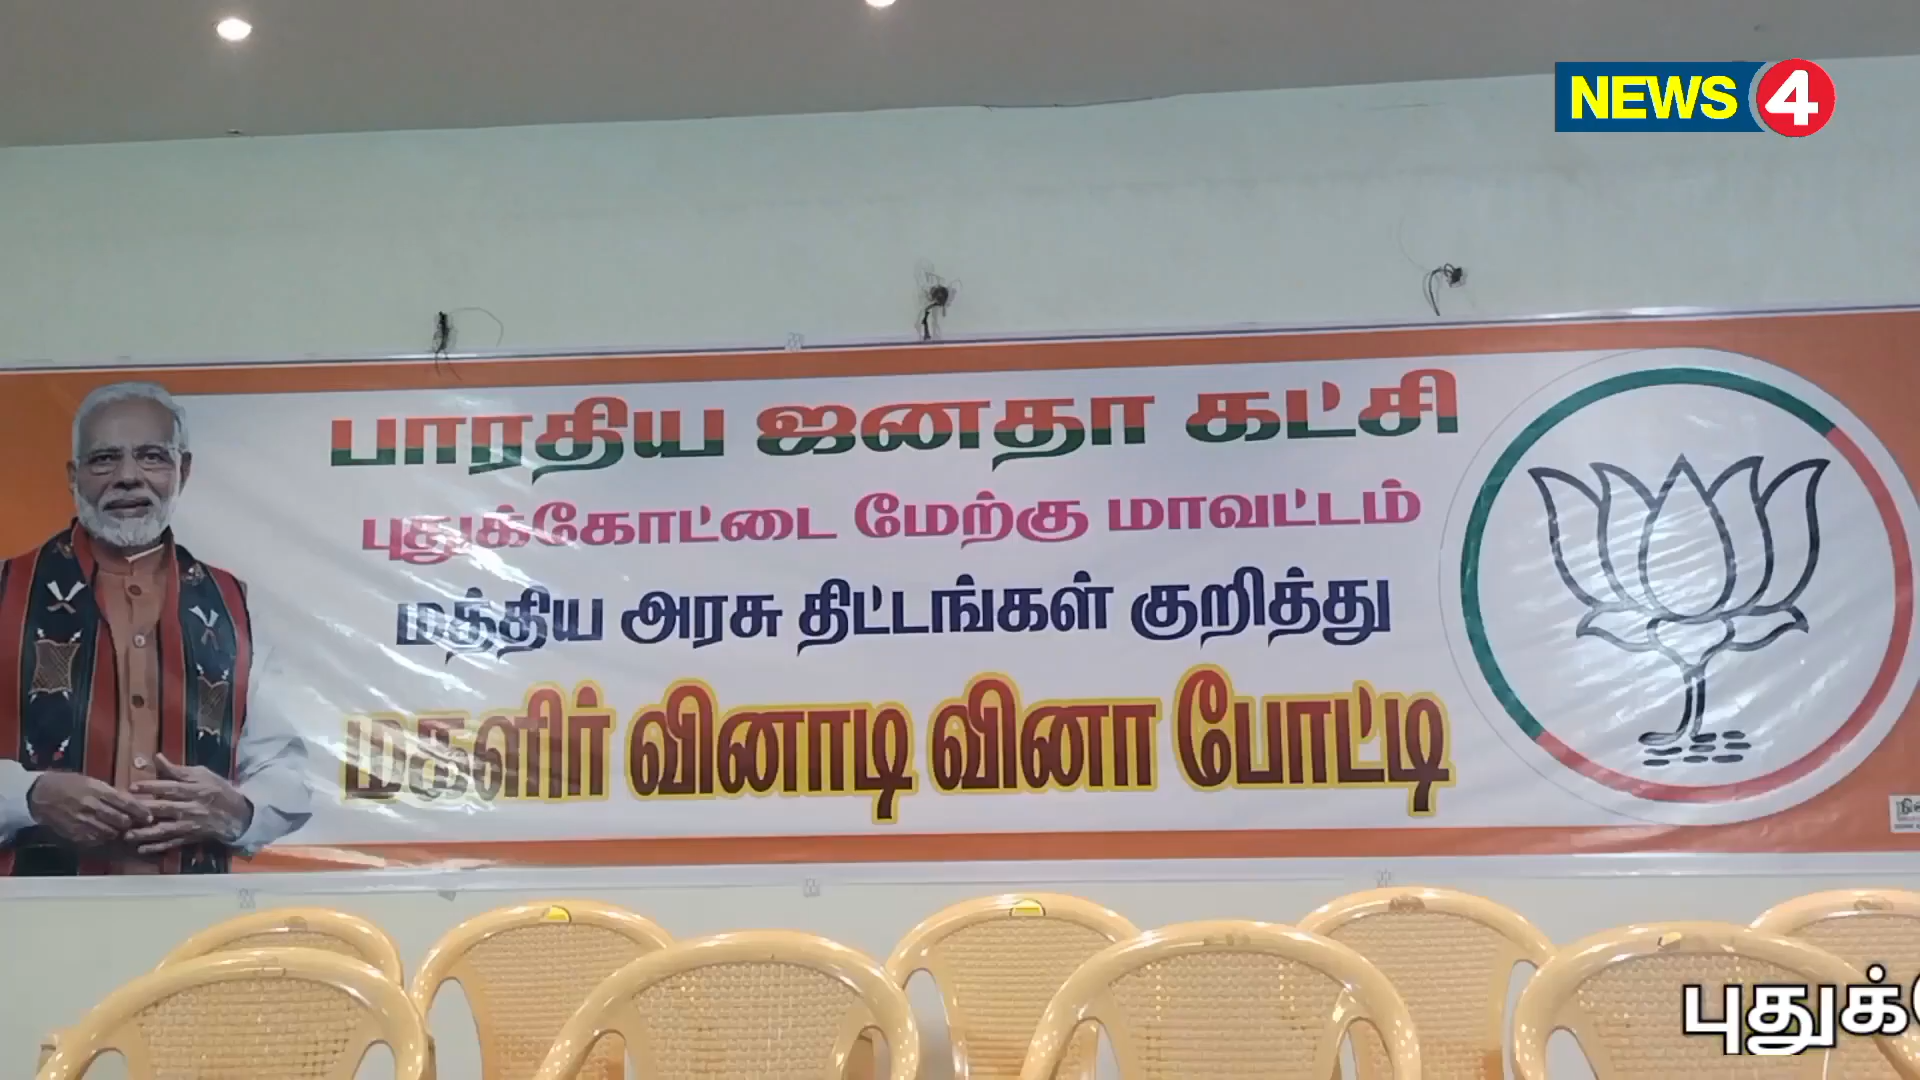 NEWS 4
பாரதிய ஜனதா கட்சி
புதுக்கோட்டை மேற்கு மாவட்டம்
மத்திய அரசு திட்டங்கள் குறித்து
மகளிர் வினாடி வினா போட்டி